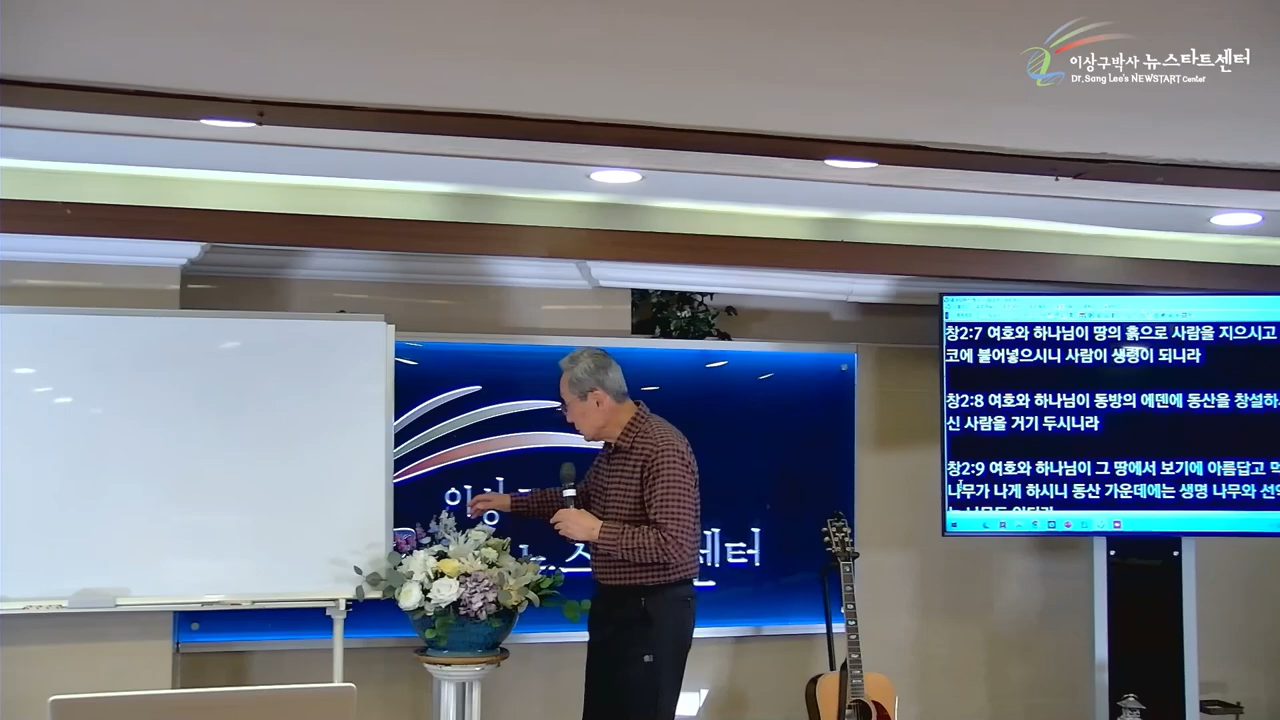 이상구박사 뉴스타트센터
Dr. Sang Lee's NEWSTART Center
창2:7 여호와 하나님이 땅의 흙으로 사람을 지으시고
코에 불어넣으시니 사람이 생령이 되니라
창2:8 여호와 하나님이 동방의 에덴에 동산을 창설하
신 사람을 거기 두시니라
창2:9 여호와 하나님이 그 땅에서 보기에 아름답고
나무가 나게 하시니 동산 가운데에는 생명 나무와
이상
뉴스 센터